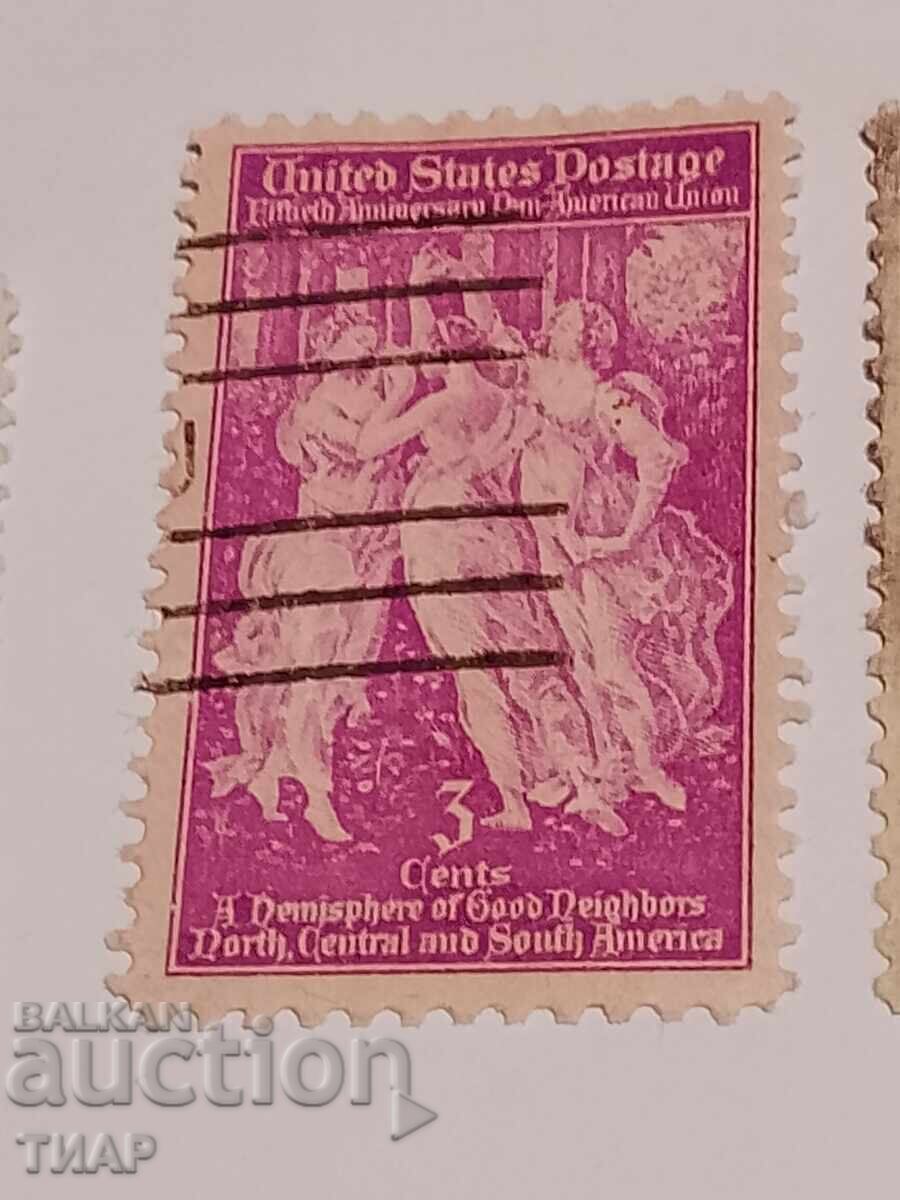 United States Postage
Fiftieth Anniversary Pan-American Union
3
Cents
A Hemisphere of Good Neighbors
North, Central and South America
BALKAN
auction
ТИАР